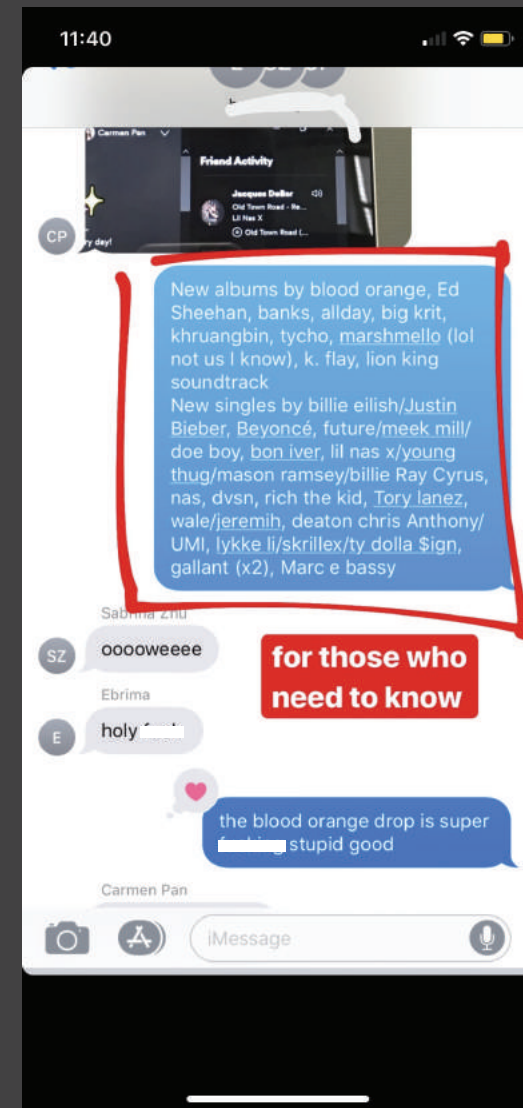 11:40
Carmen Pan
Friend Activity
Jacques DeBar
Old Town Road - Re...
Lil Nas X
Old Town Road (...
ry day!
CP
New albums by blood orange, Ed
Sheehan, banks, allday, big krit,
khruangbin, tycho, marshmello (lol
not us I know), k. flay, lion king
soundtrack
New singles by billie eilish/Justin
Bieber, Beyoncé, future/meek mill/
doe boy, bon iver, lil nas x/young
thug/mason ramsey/billie Ray Cyrus,
nas, dvsn, rich the kid, Tory lanez,
wale/jeremih, deaton chris Anthony/
UMI, lykke li/skrillex/ty dolla $ign,
gallant (x2), Marc e bassy
Sabrina Zhu
SZ
ooooweeee
for those who
need to know
Ebrima
E
holy
the blood orange drop is super
stupid good
Carmen Pan
iMessage